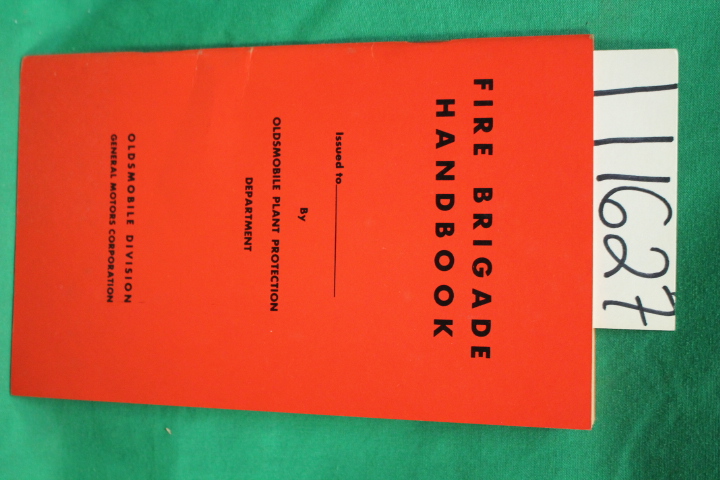 111627
FIRE BRIGADE
HANDBOOK
Issued to
By
OLDSMOBILE PLANT PROTECTION
DEPARTMENT
OLDSMOBILE DIVISION
GENERAL MOTORS CORPORATION